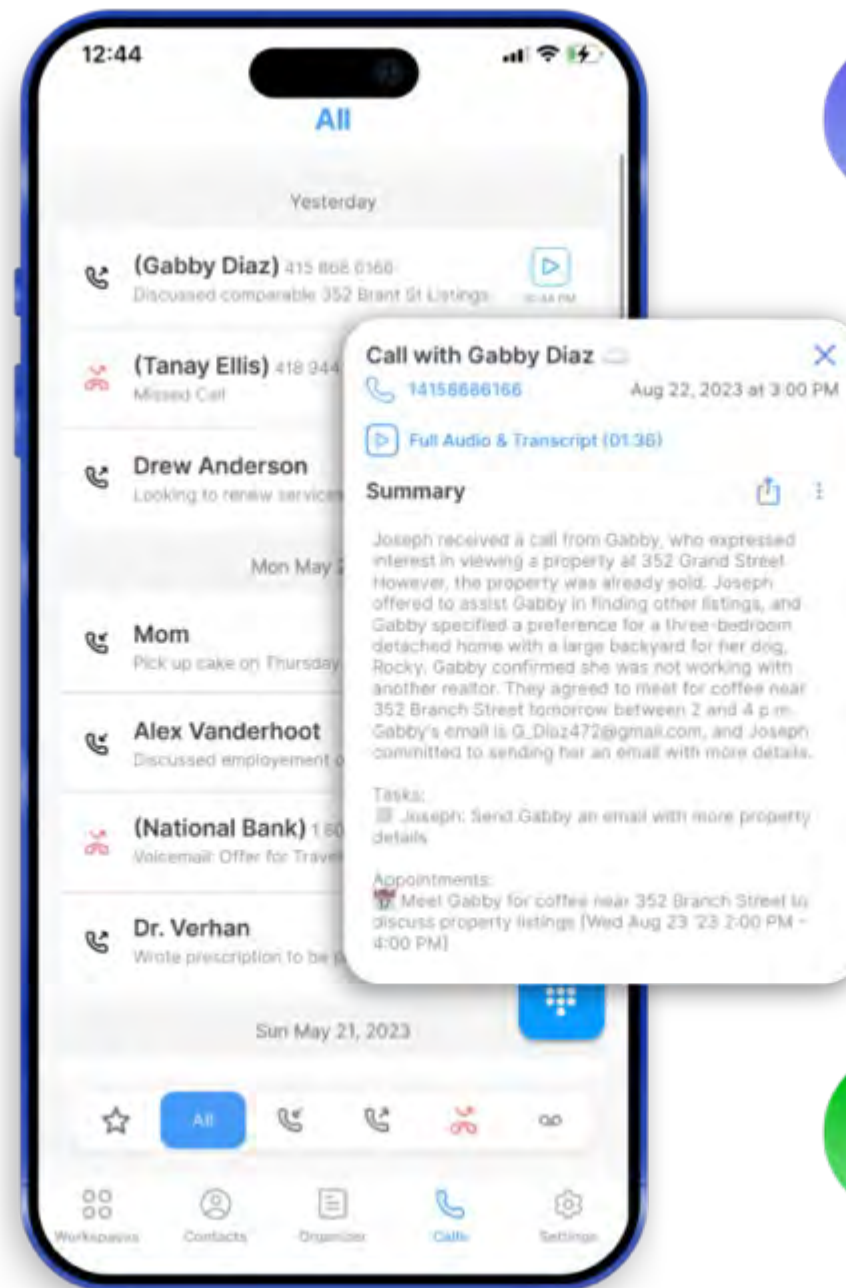 12:44
All
Yesterday
(Gabby Diaz) 415 868 6166
Discussed comparable 352 Brant St Listings
10:44 PM
(Tanay Ellis) 418 944
Missed Call
Drew Anderson
Looking to renew services
Mon May 2
Mom
Pick up cake on Thursday
Alex Vanderhoot
Discussed employement o
(National Bank) 1 80
Voicemail: Offer for Trave
Dr. Verhan
Wrote prescription to be p
Sun May 21, 2023
All
Workspaces
Contacts
Organizer
Calls
Settings
Call with Gabby Diaz
14158686166
Aug 22, 2023 at 3:00 PM
Full Audio & Transcript (01:36)
Summary
Joseph received a call from Gabby, who expressed
interest in viewing a property at 352 Grand Street
However, the property was already sold. Joseph
offered to assist Gabby in finding other listings, and
Gabby specified a preference for a three-bedroom
detached home with a large backyard for her dog,
Rocky. Gabby confirmed she was not working with
another realtor. They agreed to meet for coffee near
352 Branch Street tomorrow between 2 and 4 p.m.
Gabby's email is G_Diaz472@gmail.com, and Joseph
committed to sending her an email with more details.
Tasks:
Joseph: Send Gabby an email with more property
details
Appointments:
Meet Gabby for coffee near 352 Branch Street to
discuss property listings [Wed Aug 23 '23 2:00 PM -
4:00 PM]